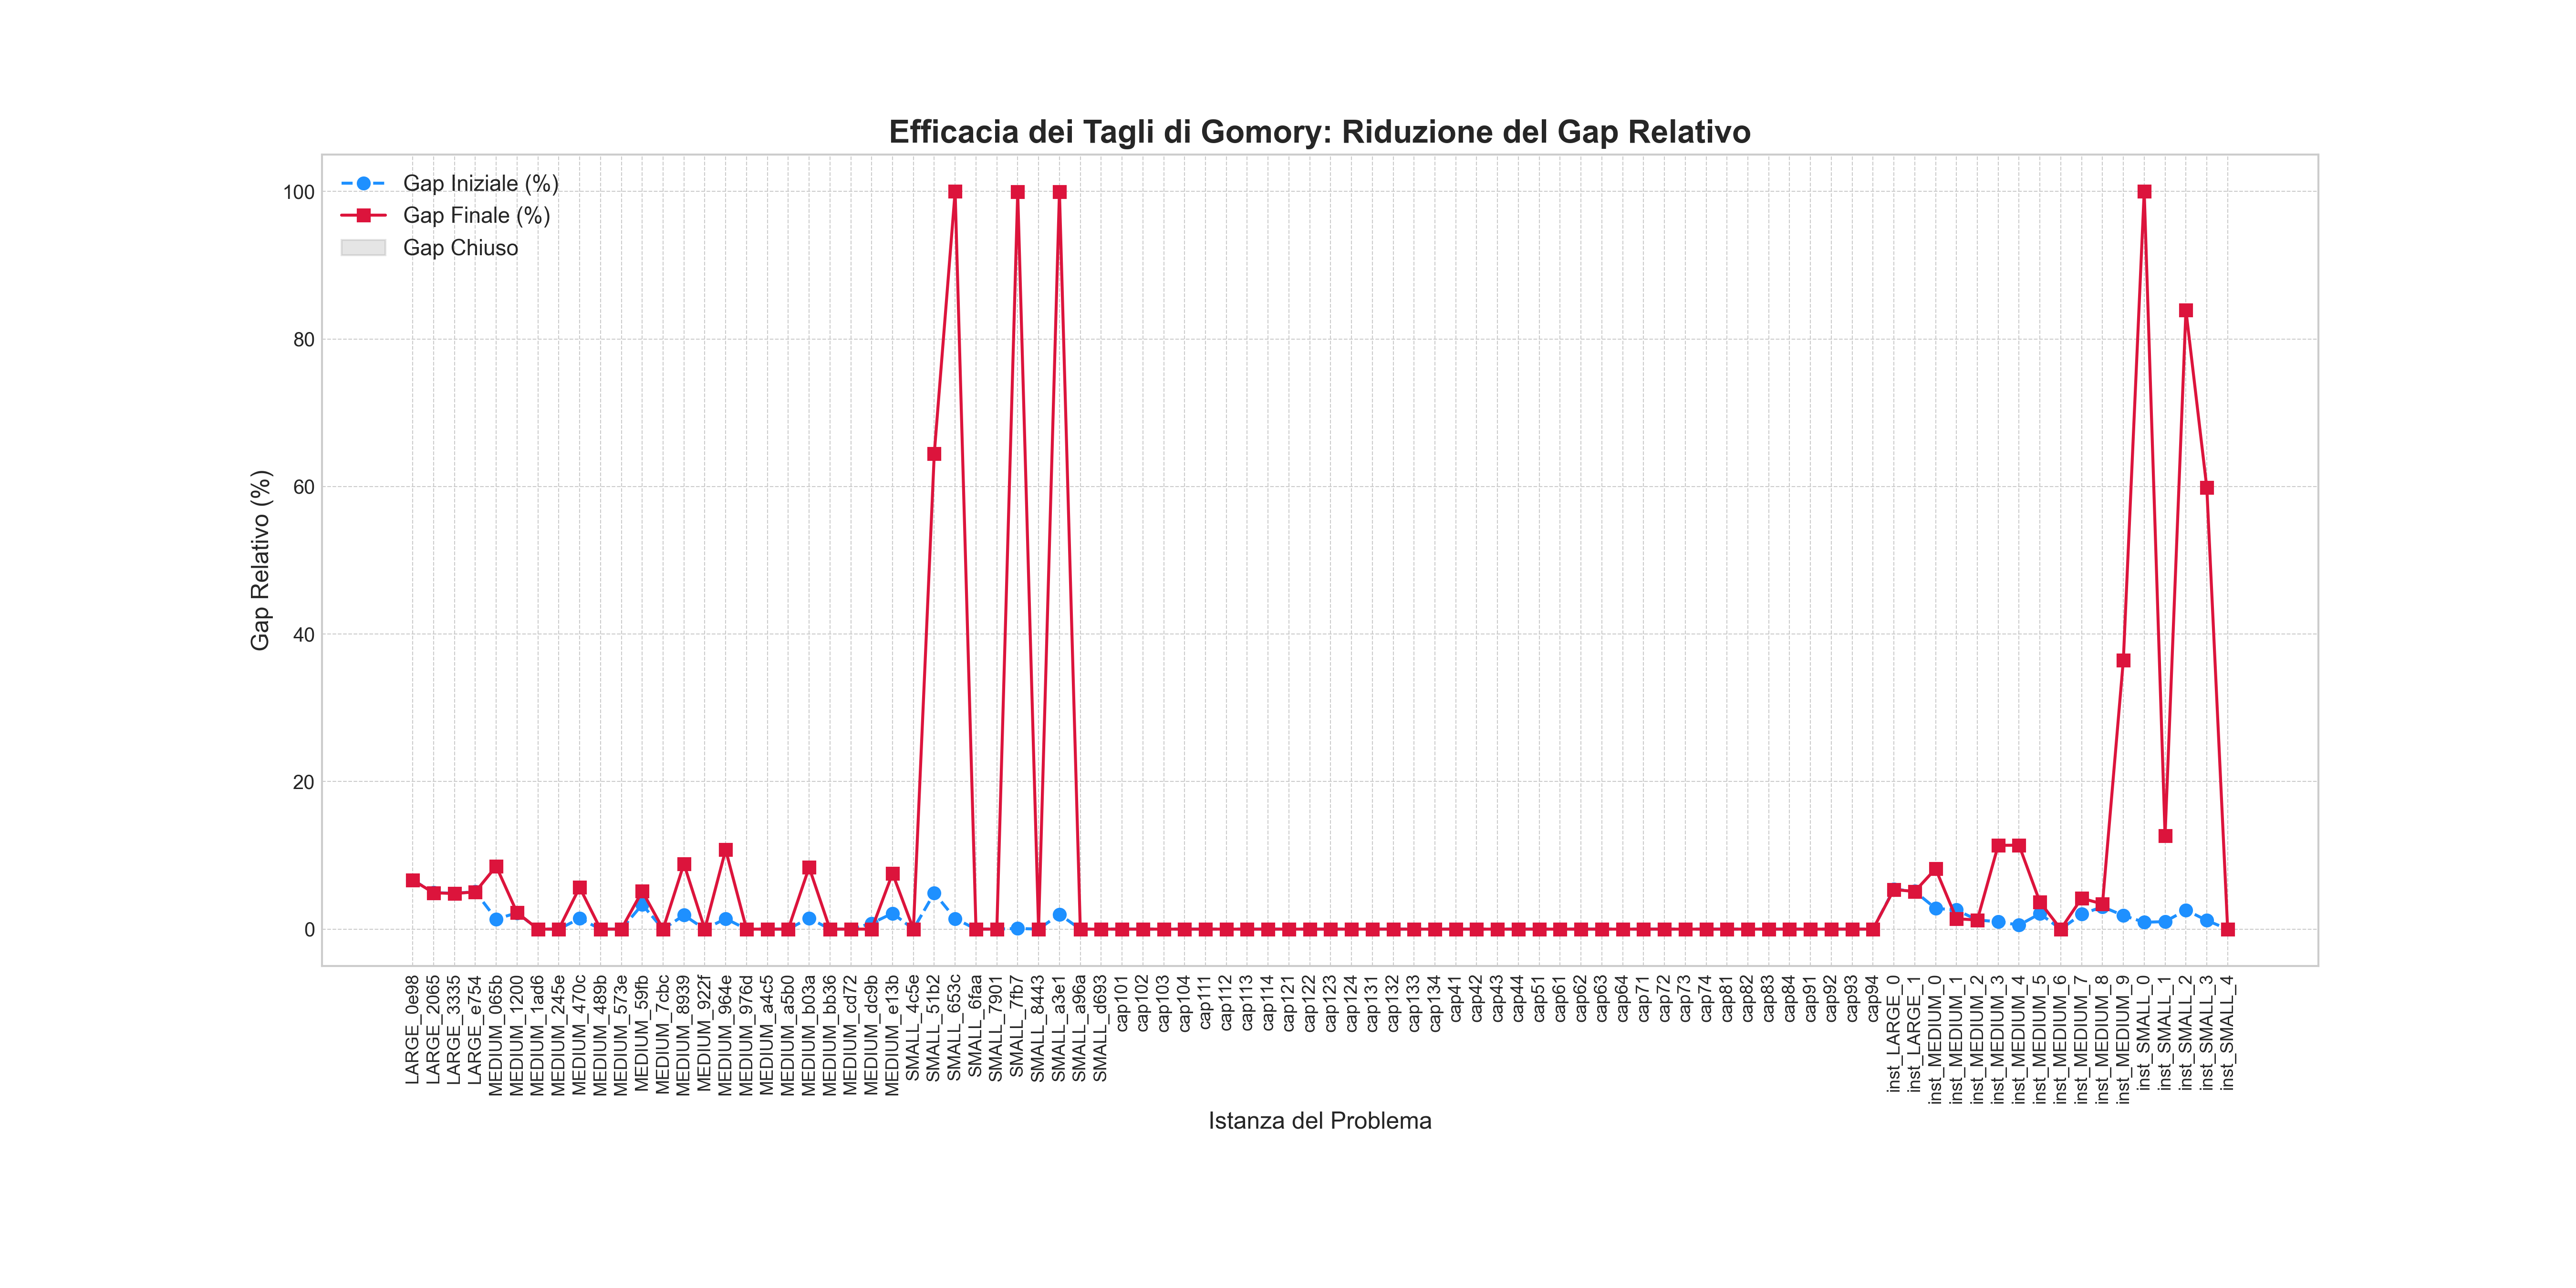 Efficacia dei Tagli di Gomory: Riduzione del Gap Relativo
Gap Iniziale (%)
Gap Finale (%)
Gap Chiuso
Gap Relativo (%)
100
80
60
40
20
0
LARGE_0e98
LARGE_2065
LARGE_3335
LARGE_e754
MEDIUM_065b
MEDIUM_1200
MEDIUM_1ad6
MEDIUM_245e
MEDIUM_470c
MEDIUM_489b
MEDIUM_573e
MEDIUM_59fb
MEDIUM_7cbc
MEDIUM_8939
MEDIUM_922f
MEDIUM_964e
MEDIUM_976d
MEDIUM_a4c5
MEDIUM_a5b0
MEDIUM_b03a
MEDIUM_bb36
MEDIUM_cd72
MEDIUM_dc9b
MEDIUM_e13b
SMALL_4c5e
SMALL_51b2
SMALL_653c
SMALL_6faa
SMALL_7901
SMALL_7fb7
SMALL_8443
SMALL_a3e1
SMALL_a96a
SMALL_d693
cap101
cap102
cap103
cap104
cap111
cap112
cap113
cap114
cap121
cap122
cap123
cap124
cap131
cap132
cap133
cap134
cap41
cap42
cap43
cap44
cap51
cap61
cap62
cap63
cap64
cap71
cap72
cap73
cap74
cap81
cap82
cap83
cap84
cap91
cap92
cap93
cap94
inst_LARGE_0
inst_LARGE_1
inst_MEDIUM_0
inst_MEDIUM_1
inst_MEDIUM_2
inst_MEDIUM_3
inst_MEDIUM_4
inst_MEDIUM_5
inst_MEDIUM_6
inst_MEDIUM_7
inst_MEDIUM_8
inst_MEDIUM_9
inst_SMALL_0
inst_SMALL_1
inst_SMALL_2
inst_SMALL_3
inst_SMALL_4
Istanza del Problema